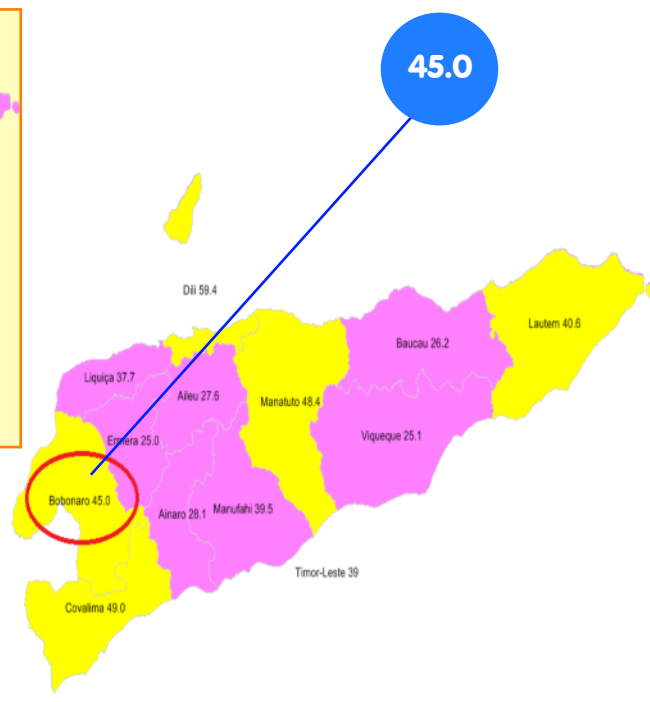 45.0
Dili 59.4
Lautem 40.6
Baucau 26.2
Liquiça 37.7
Aileu 27.6
Manatuto 48.4
Ermera 25.0
Viqueque 25.1
Bobonaro 45.0
Ainaro 28.1
Manufahi 39.5
Timor-Leste 39
Covalima 49.0